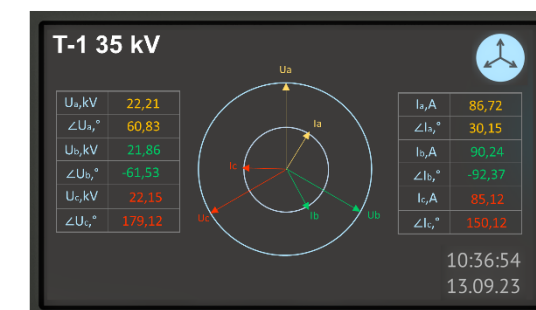 T-1 35 kV
Ua
Ua,kV 22,21
∠Ua,° 60,83
Ub,kV 21,86
∠Ub,° -61,53
Uc,kV 22,15
∠Uc,° 179,12
Ia
Ic
Ib
Uc
Ub
Ia,A 86,72
∠Ia,° 30,15
Ib,A 90,24
∠Ib,° -92,37
Ic,A 85,12
∠Ic,° 150,12
10:36:54
13.09.23